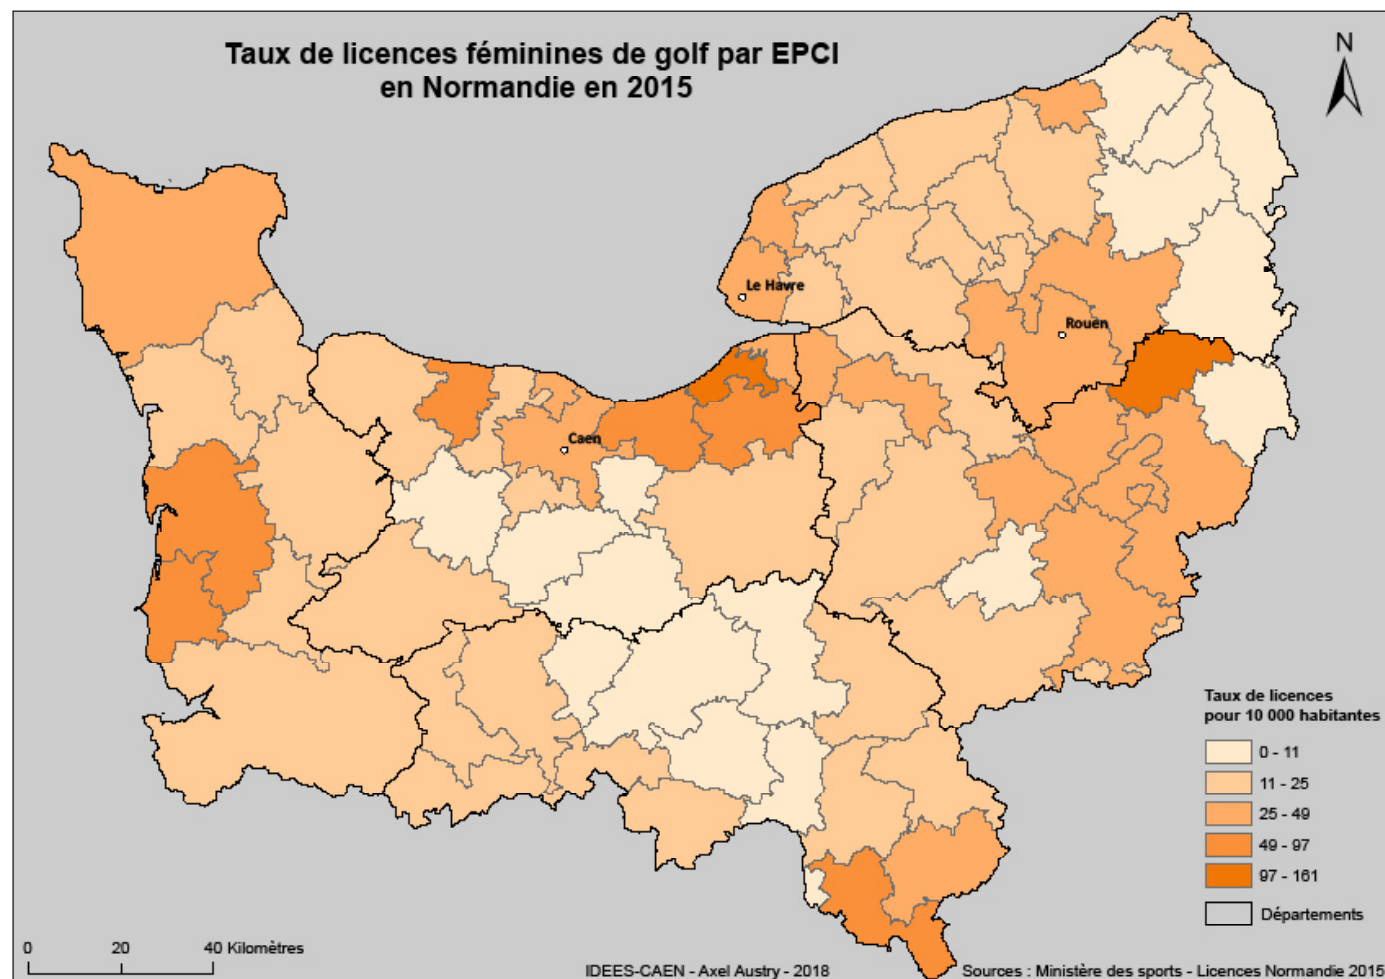 Taux de licences féminines de golf par EPCI
en Normandie en 2015
N
Le Havre
Rouen
Caen
Taux de licences
pour 10 000 habitantes
0 - 11
11 - 25
25 - 49
49 - 97
97 - 161
Départements
0 20 40 Kilomètres
IDEES-CAEN - Axel Austry - 2018
Sources : Ministère des sports - Licences Normandie 2015